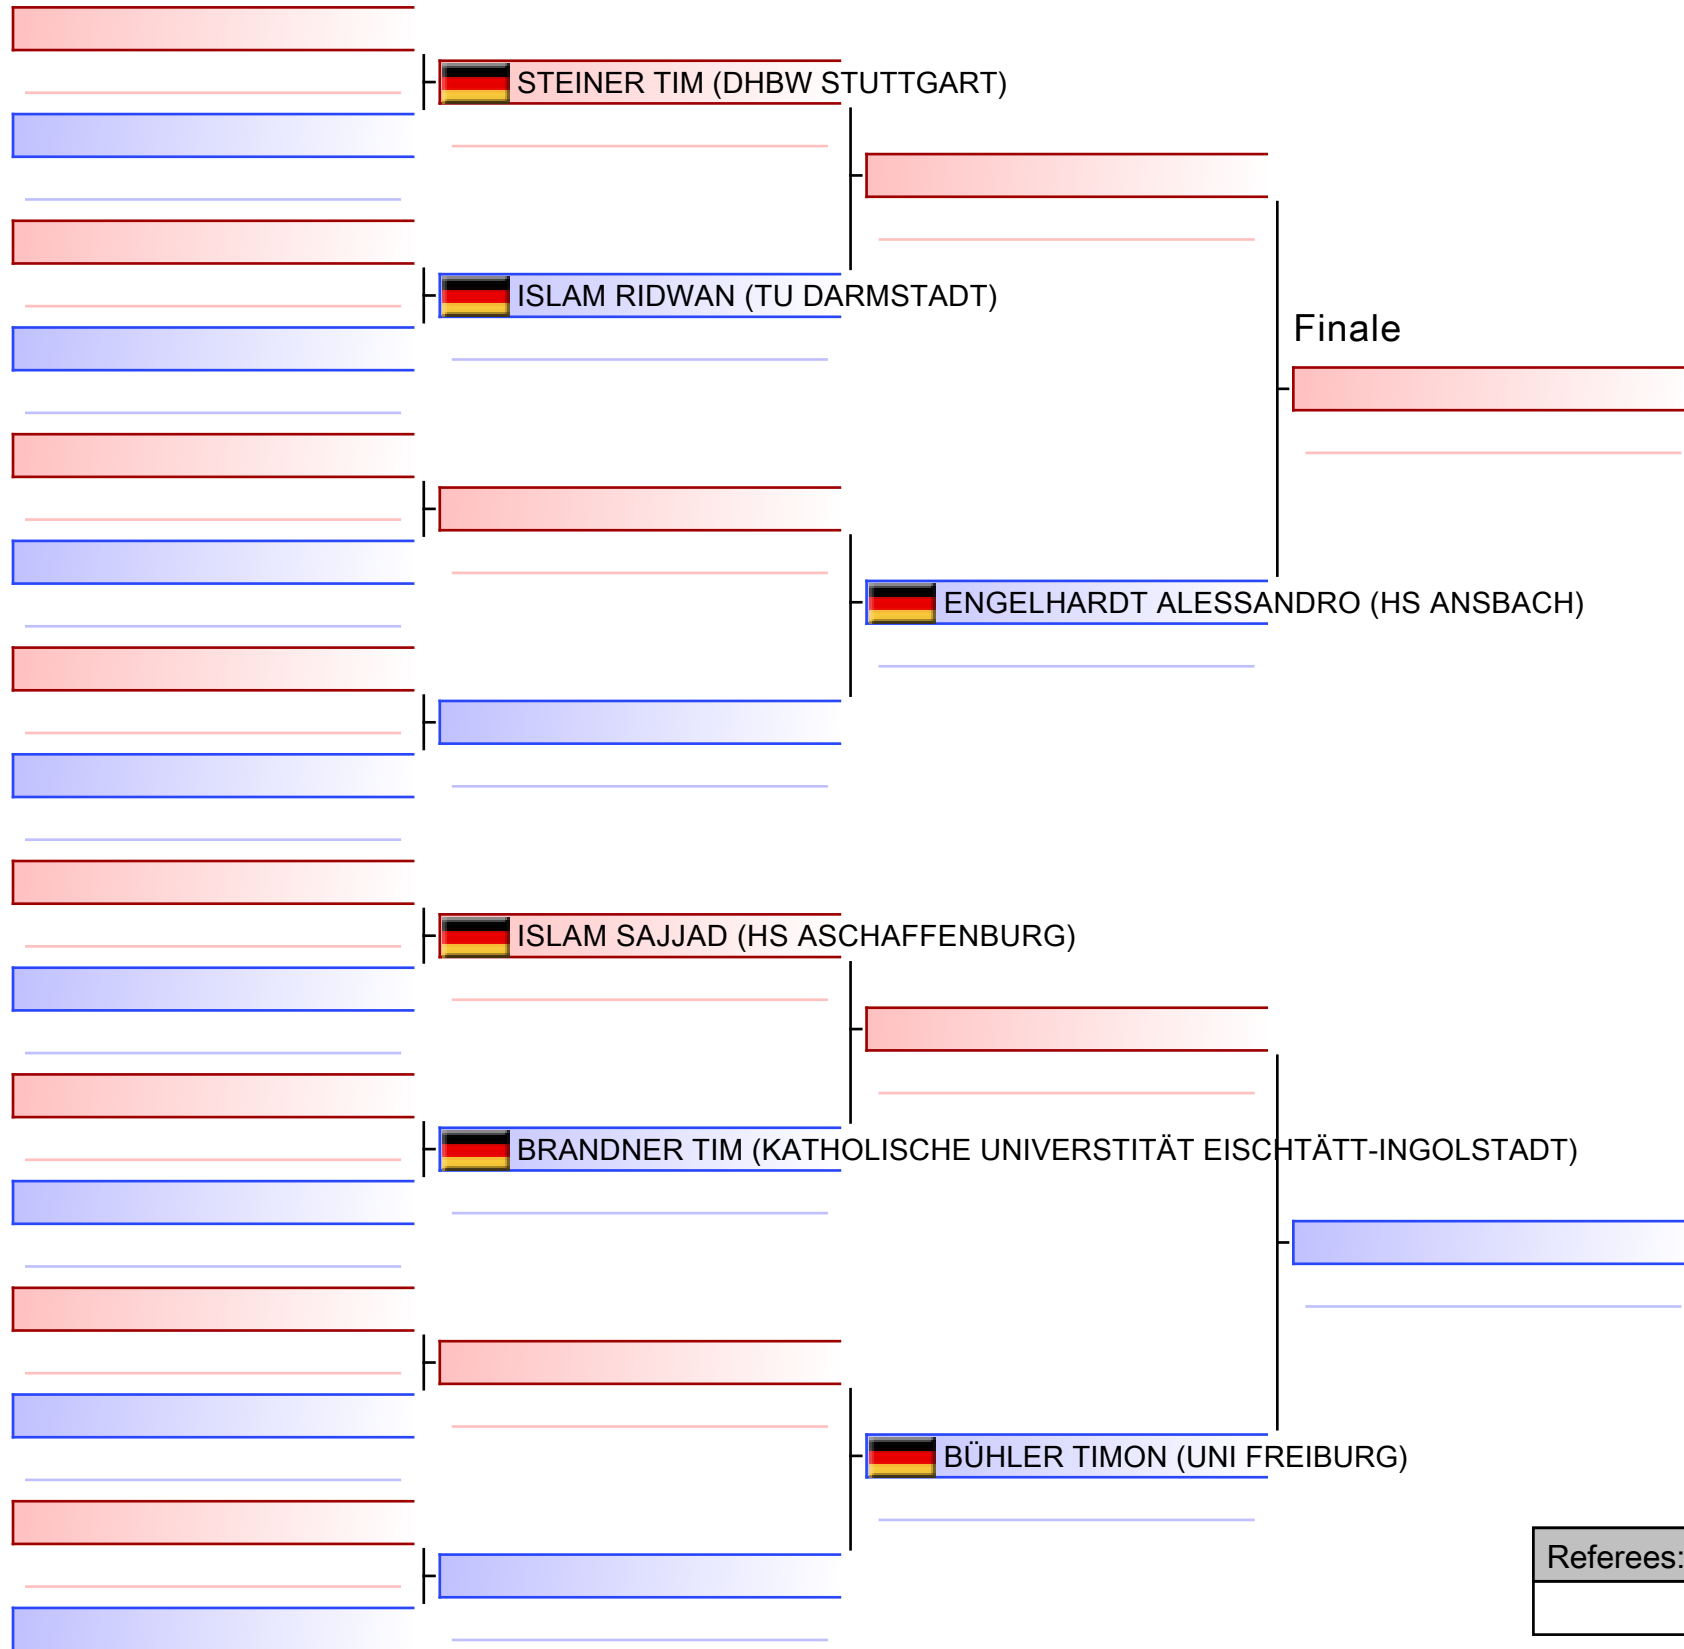 STEINER TIM (DHBW STUTTGART)
ISLAM RIDWAN (TU DARMSTADT)
Finale
ENGELHARDT ALESSANDRO (HS ANSBACH)
ISLAM SAJJAD (HS ASCHAFFENBURG)
BRANDNER TIM (KATHOLISCHE UNIVERSTITÄT EISCHTÄTT-INGOLSTADT)
BÜHLER TIMON (UNI FREIBURG)
Referees: